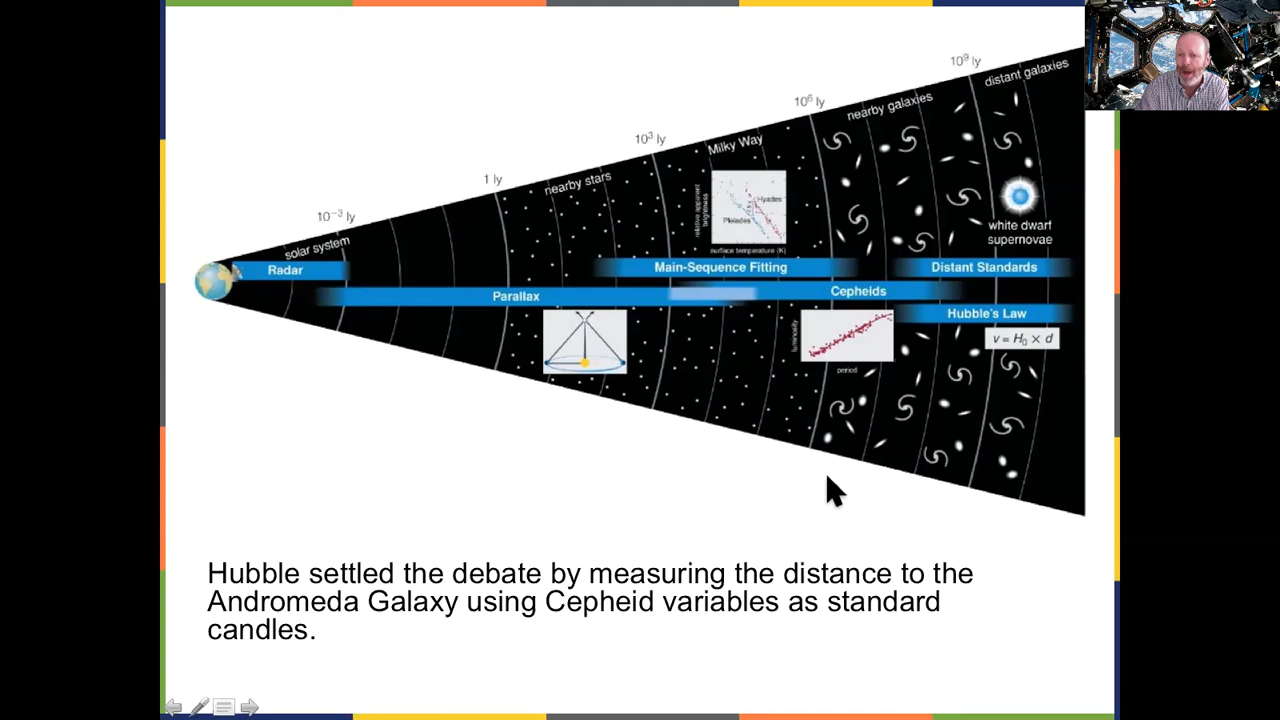 10⁹ ly
distant galaxies
10⁶ ly
nearby galaxies
10³ ly
Milky Way
1 ly
nearby stars
10⁻³ ly
solar system
relative apparent
brightness
Hyades
Pleiades
surface temperature (K)
white dwarf
supernovae
Radar
Main-Sequence Fitting
Distant Standards
Parallax
Cepheids
Hubble's Law
luminosity
period
v = H₀ × d
Hubble settled the debate by measuring the distance to the
Andromeda Galaxy using Cepheid variables as standard
candles.